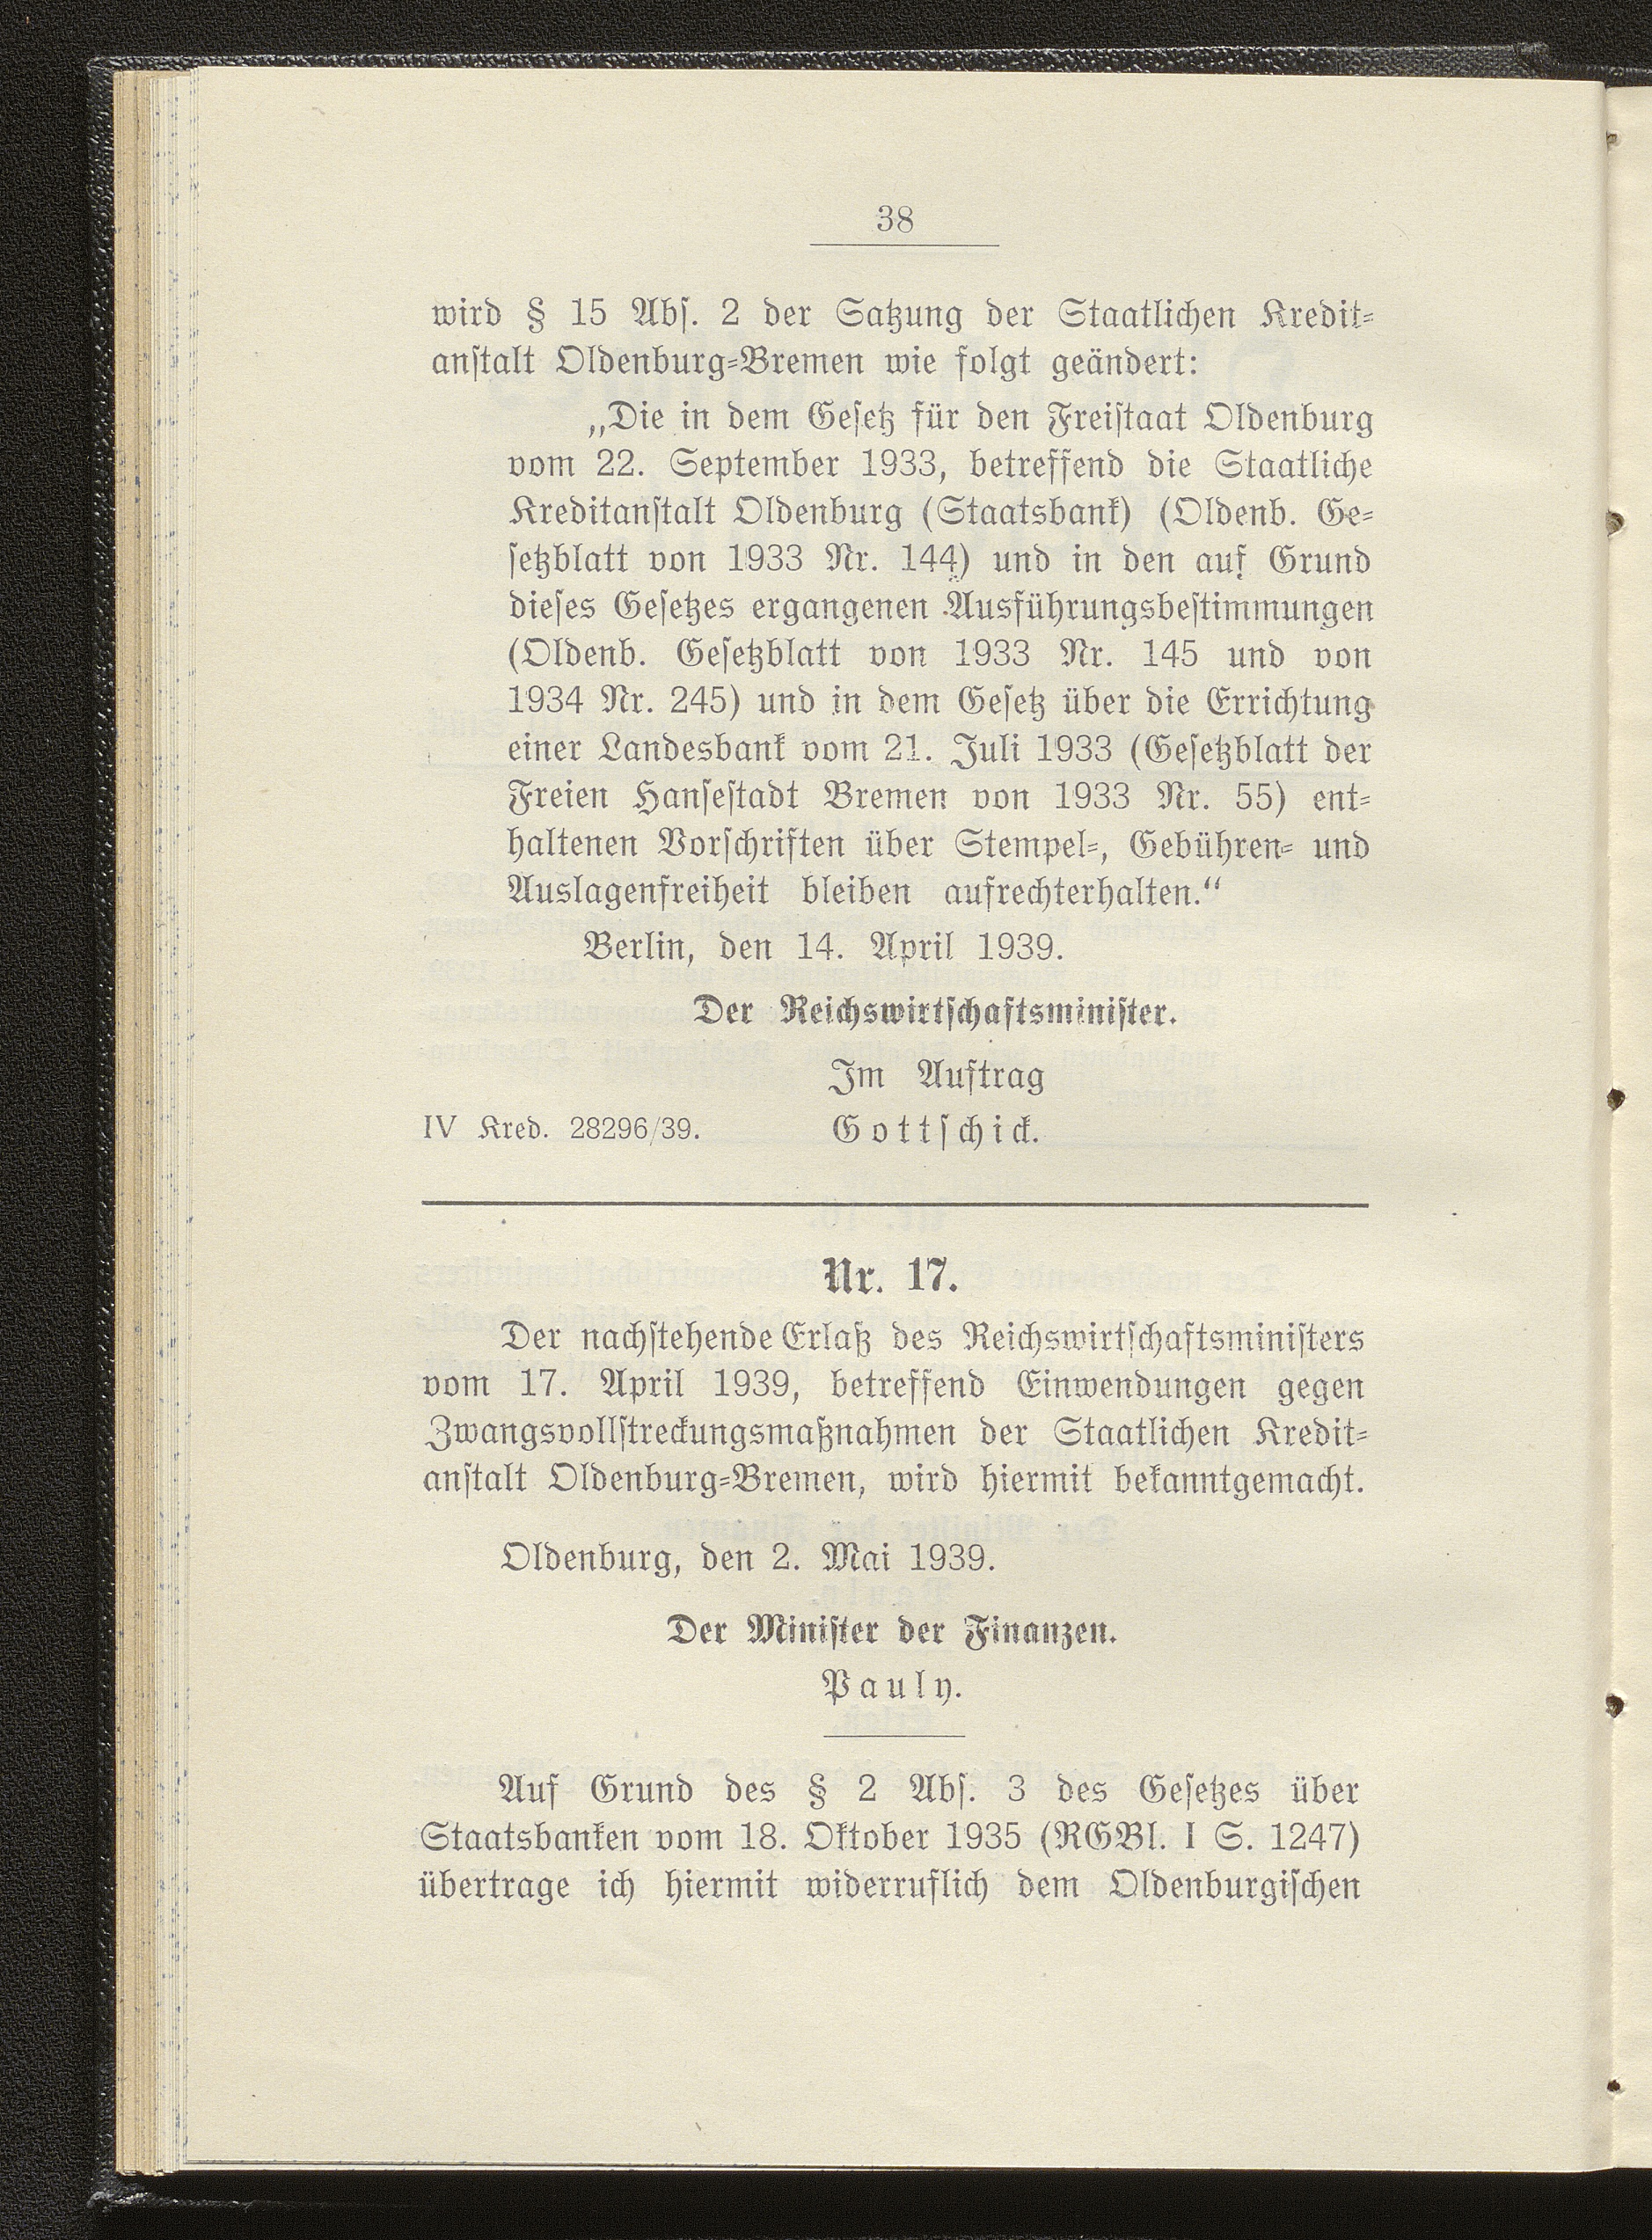 38
wird § 15 Abs. 2 der Satzung der Staatlichen Kredit-
anstalt Oldenburg-Bremen wie folgt geändert:
„Die in dem Gesetz für den Freistaat Oldenburg
vom 22. September 1933, betreffend die Staatliche
Kreditanstalt Oldenburg (Staatsbank) (Oldenb. Ge-
setzblatt von 1933 Nr. 144) und in den auf Grund
dieses Gesetzes ergangenen Ausführungsbestimmungen
(Oldenb. Gesetzblatt von 1933 Nr. 145 und von
1934 Nr. 245) und in dem Gesetz über die Errichtung
einer Landesbank vom 21. Juli 1933 (Gesetzblatt der
Freien Hansestadt Bremen von 1933 Nr. 55) ent-
haltenen Vorschriften über Stempel-, Gebühren- und
Auslagenfreiheit bleiben aufrechterhalten.“
Berlin, den 14. April 1939.
Der Reichswirtschaftsminister.
Im Auftrag
IV Kred. 28296/39. Gottschick.
Nr. 17.
Der nachstehende Erlaß des Reichswirtschaftsministers
vom 17. April 1939, betreffend Einwendungen gegen
Zwangsvollstreckungsmaßnahmen der Staatlichen Kredit-
anstalt Oldenburg-Bremen, wird hiermit bekanntgemacht.
Oldenburg, den 2. Mai 1939.
Der Minister der Finanzen.
Pauly.
Auf Grund des § 2 Abs. 3 des Gesetzes über
Staatsbanken vom 18. Oktober 1935 (RGBl. I S. 1247)
übertrage ich hiermit widerruflich dem Oldenburgischen